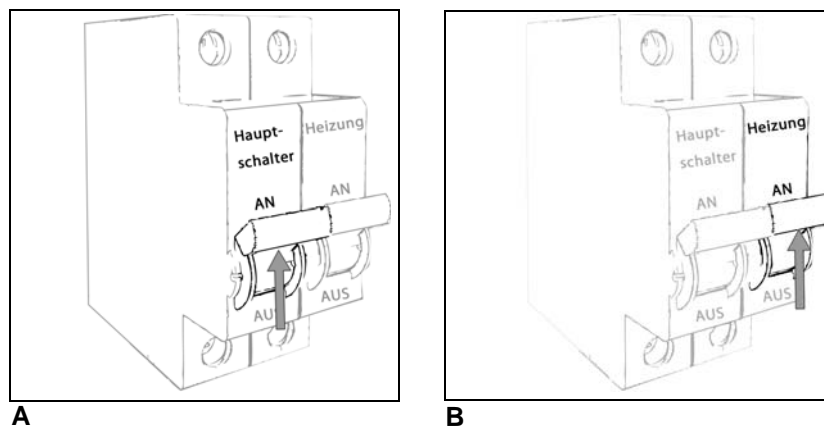 Haupt-
schalter
Heizung
AN
AN
AUS
AUS
A
Haupt-
schalter
Heizung
AN
AN
AUS
AUS
B